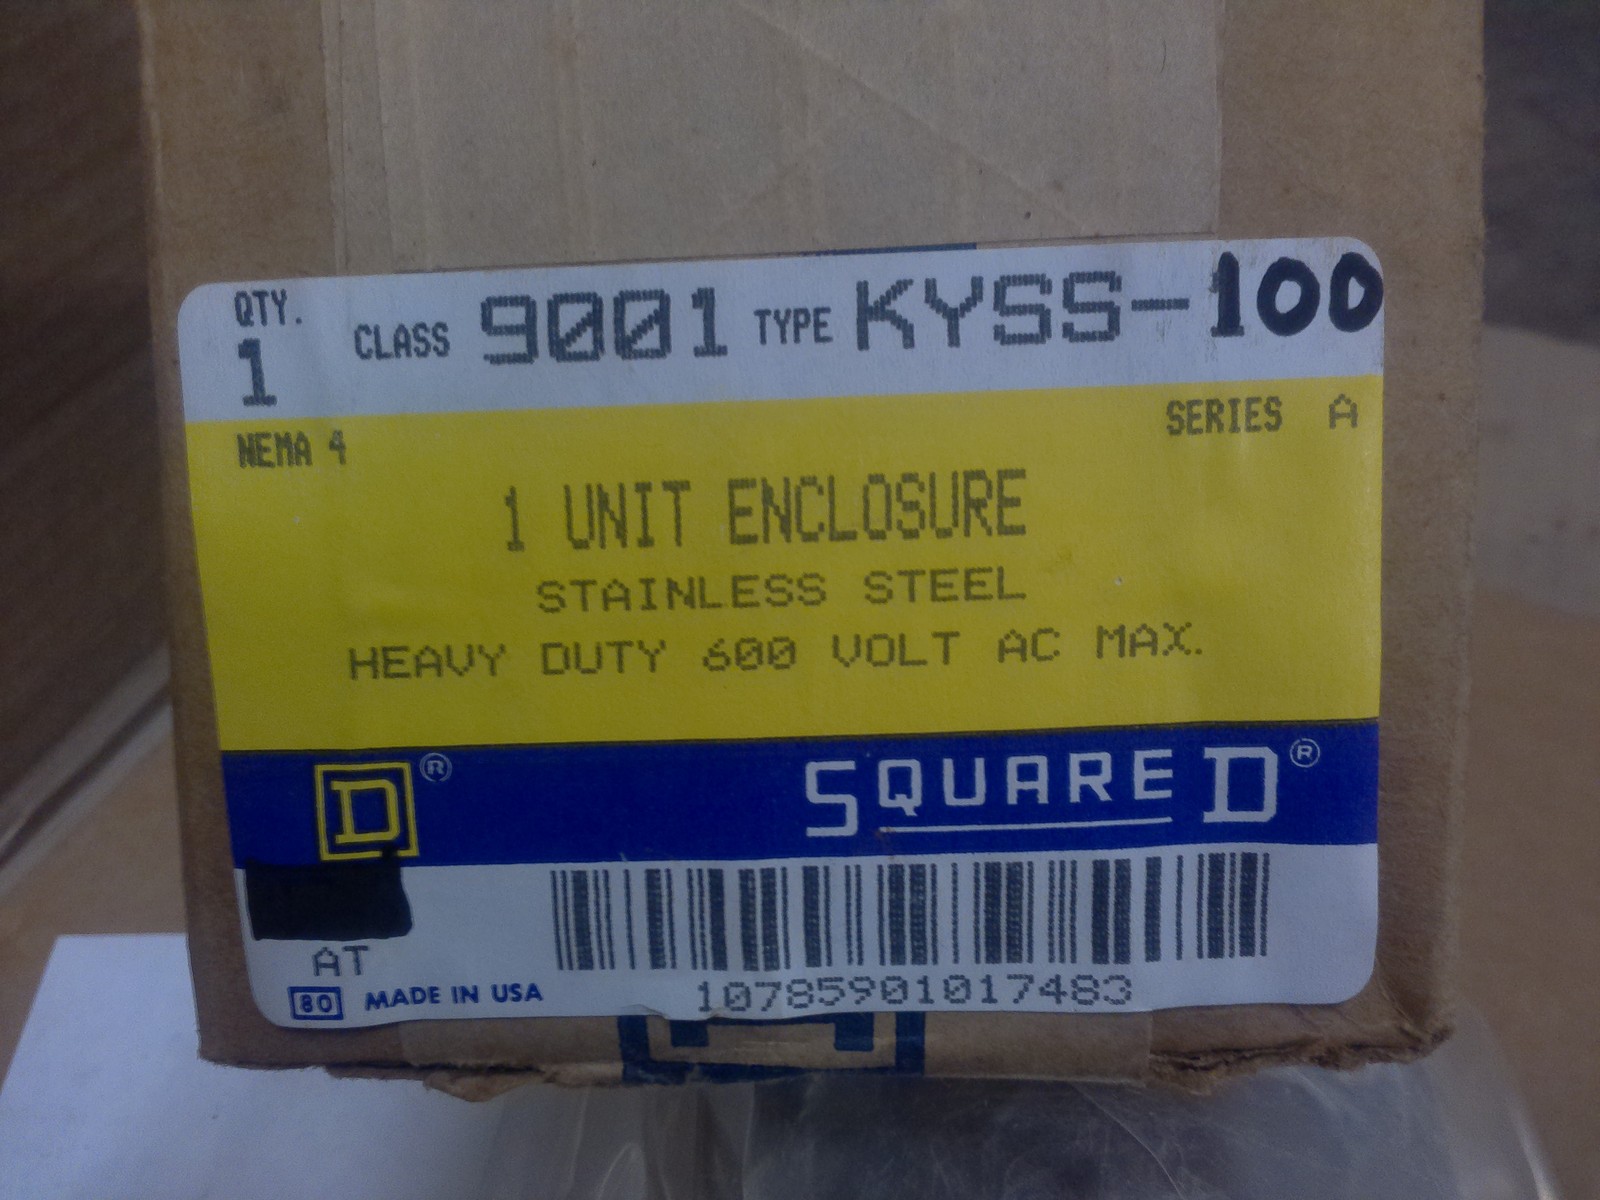 QTY.
1
CLASS 9001 TYPE KYSS-100
NEMA 4
SERIES A
1 UNIT ENCLOSURE
STAINLESS STEEL
HEAVY DUTY 600 VOLT AC MAX.
D® SQUARE D®
AT
80 MADE IN USA
10785901017483